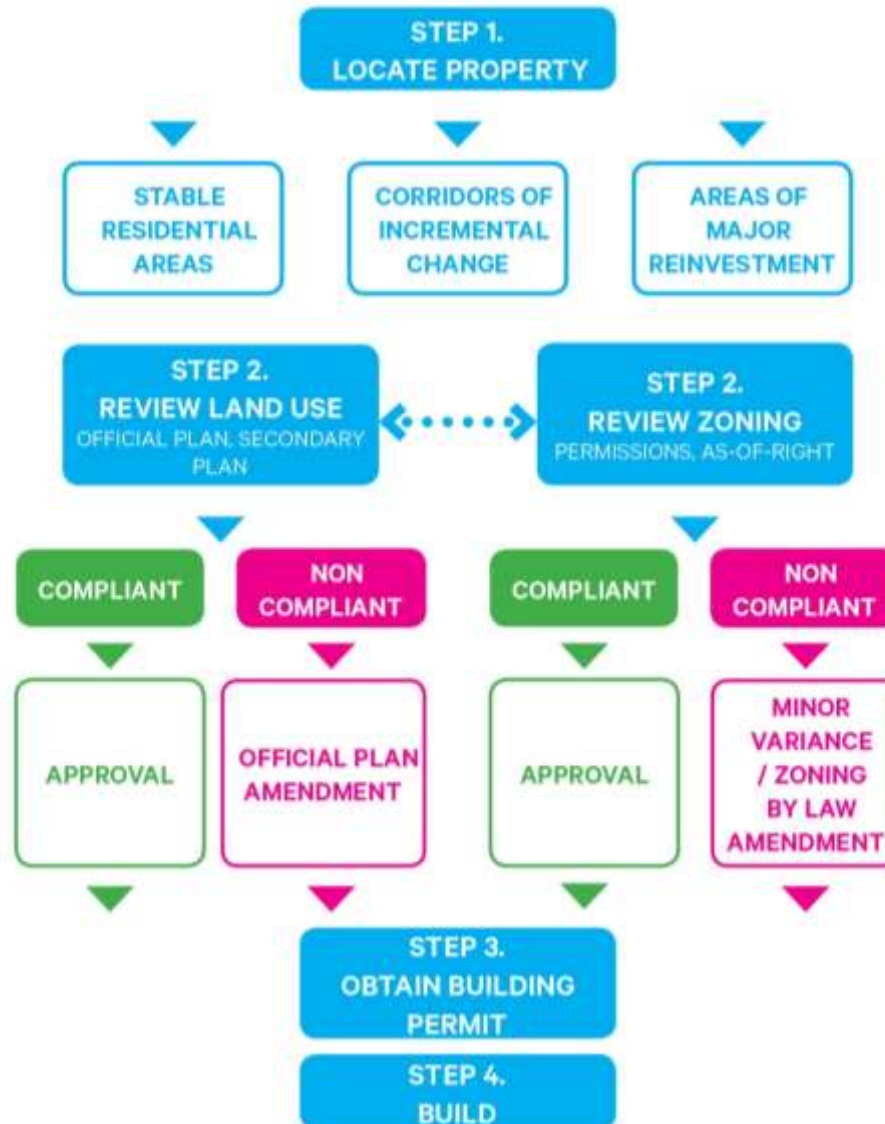 STEP 1.
LOCATE PROPERTY
STABLE
RESIDENTIAL
AREAS
CORRIDORS OF
INCREMENTAL
CHANGE
AREAS OF
MAJOR
REINVESTMENT
STEP 2.
REVIEW LAND USE
OFFICIAL PLAN, SECONDARY
PLAN
STEP 2.
REVIEW ZONING
PERMISSIONS, AS-OF-RIGHT
COMPLIANT
NON
COMPLIANT
COMPLIANT
NON
COMPLIANT
APPROVAL
OFFICIAL PLAN
AMENDMENT
APPROVAL
MINOR
VARIANCE
/ ZONING
BY LAW
AMENDMENT
STEP 3.
OBTAIN BUILDING
PERMIT
STEP 4.
BUILD